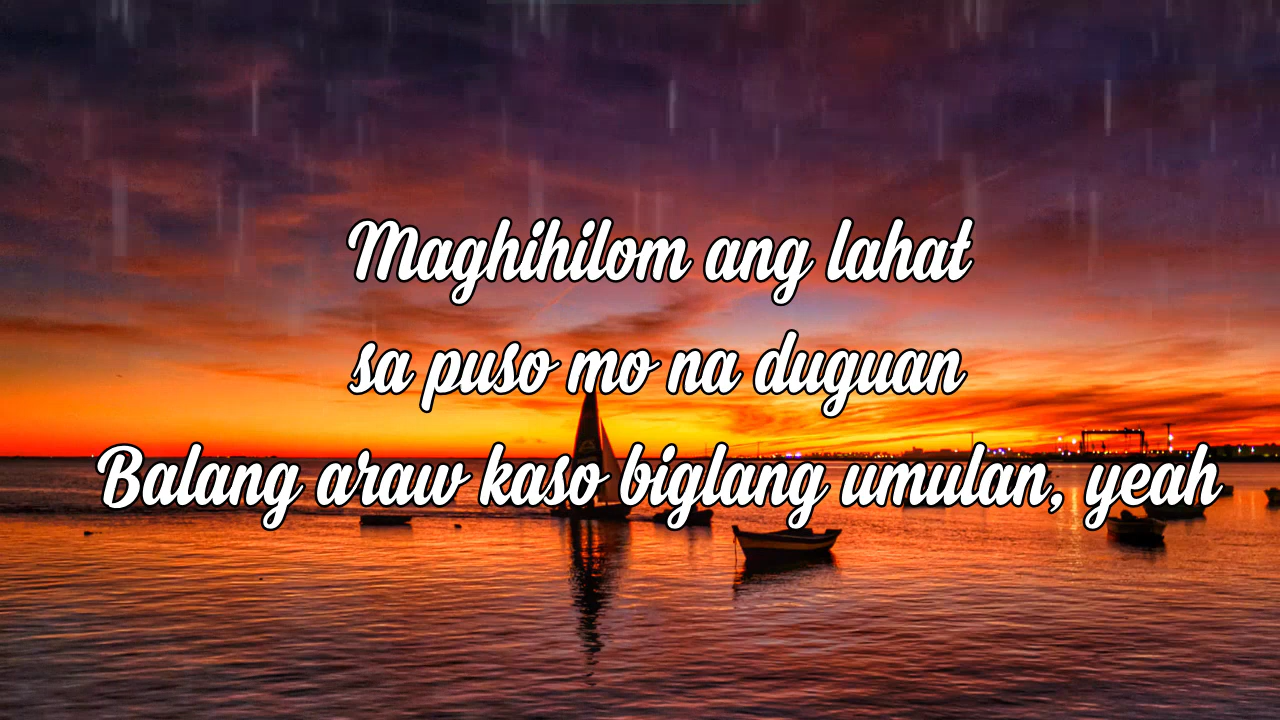 Maghihilom ang lahat
sa puso mo na duguan
Balang araw kaso biglang umulan, yeah